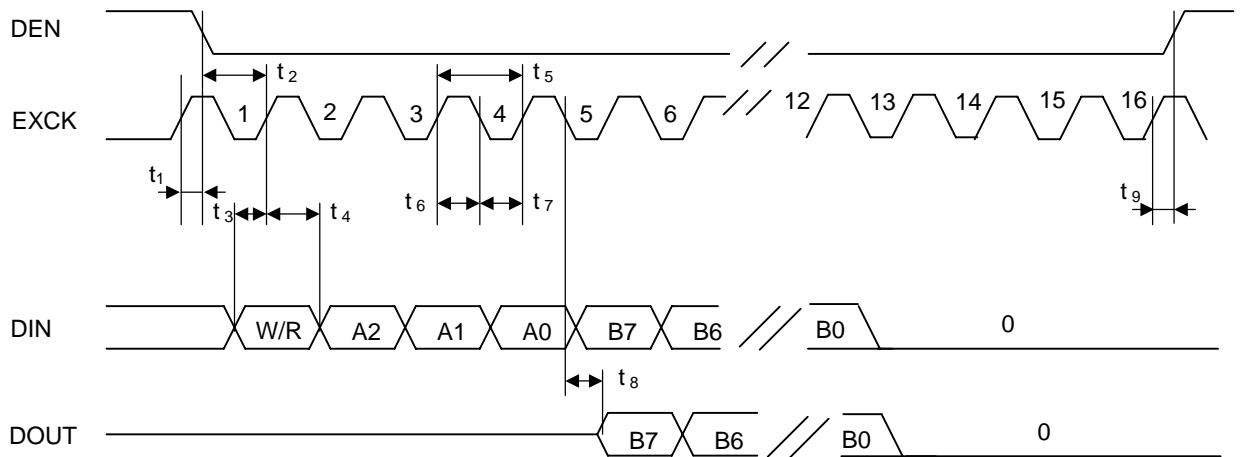 DEN
t2 t5
EXCK 1 2 3 4 5 6 12 13 14 15 16
t1 t3 t4 t6 t7 t9
DIN W/R A2 A1 A0 B7 B6 B0 0
t8
DOUT B7 B6 B0 0